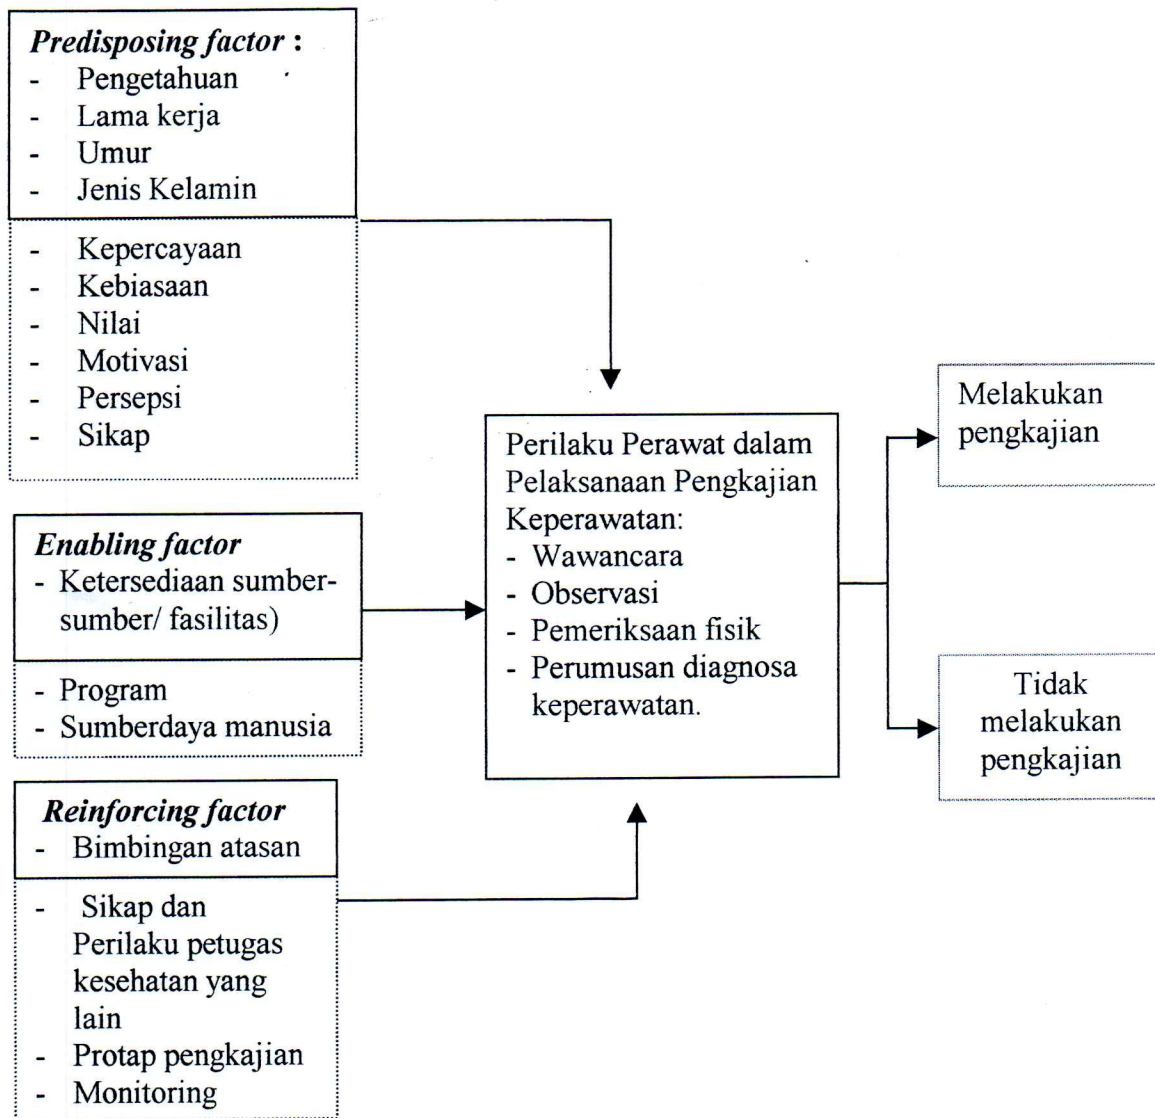 Predisposing factor :
- Pengetahuan
- Lama kerja
- Umur
- Jenis Kelamin
- Kepercayaan
- Kebiasaan
- Nilai
- Motivasi
- Persepsi
- Sikap
Enabling factor
- Ketersediaan sumber-
sumber/ fasilitas)
- Program
- Sumberdaya manusia
Reinforcing factor
- Bimbingan atasan
- Sikap dan
Perilaku petugas
kesehatan yang
lain
- Protap pengkajian
- Monitoring
Perilaku Perawat dalam
Pelaksanaan Pengkajian
Keperawatan:
- Wawancara
- Observasi
- Pemeriksaan fisik
- Perumusan diagnosa
keperawatan.
Melakukan
pengkajian
Tidak
melakukan
pengkajian